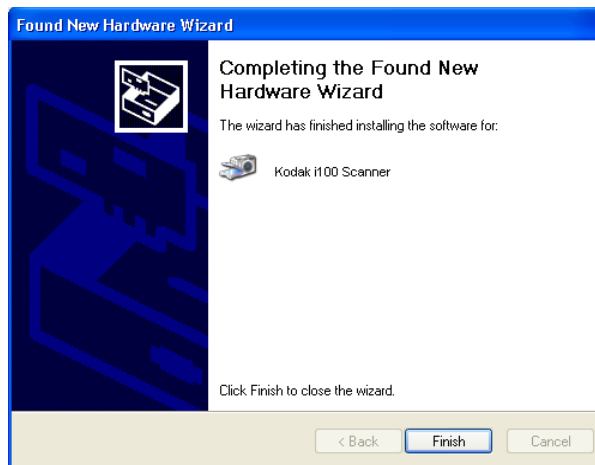 Found New Hardware Wizard
Completing the Found New
Hardware Wizard
The wizard has finished installing the software for:
Kodak i100 Scanner
Click Finish to close the wizard.
< Back Finish Cancel